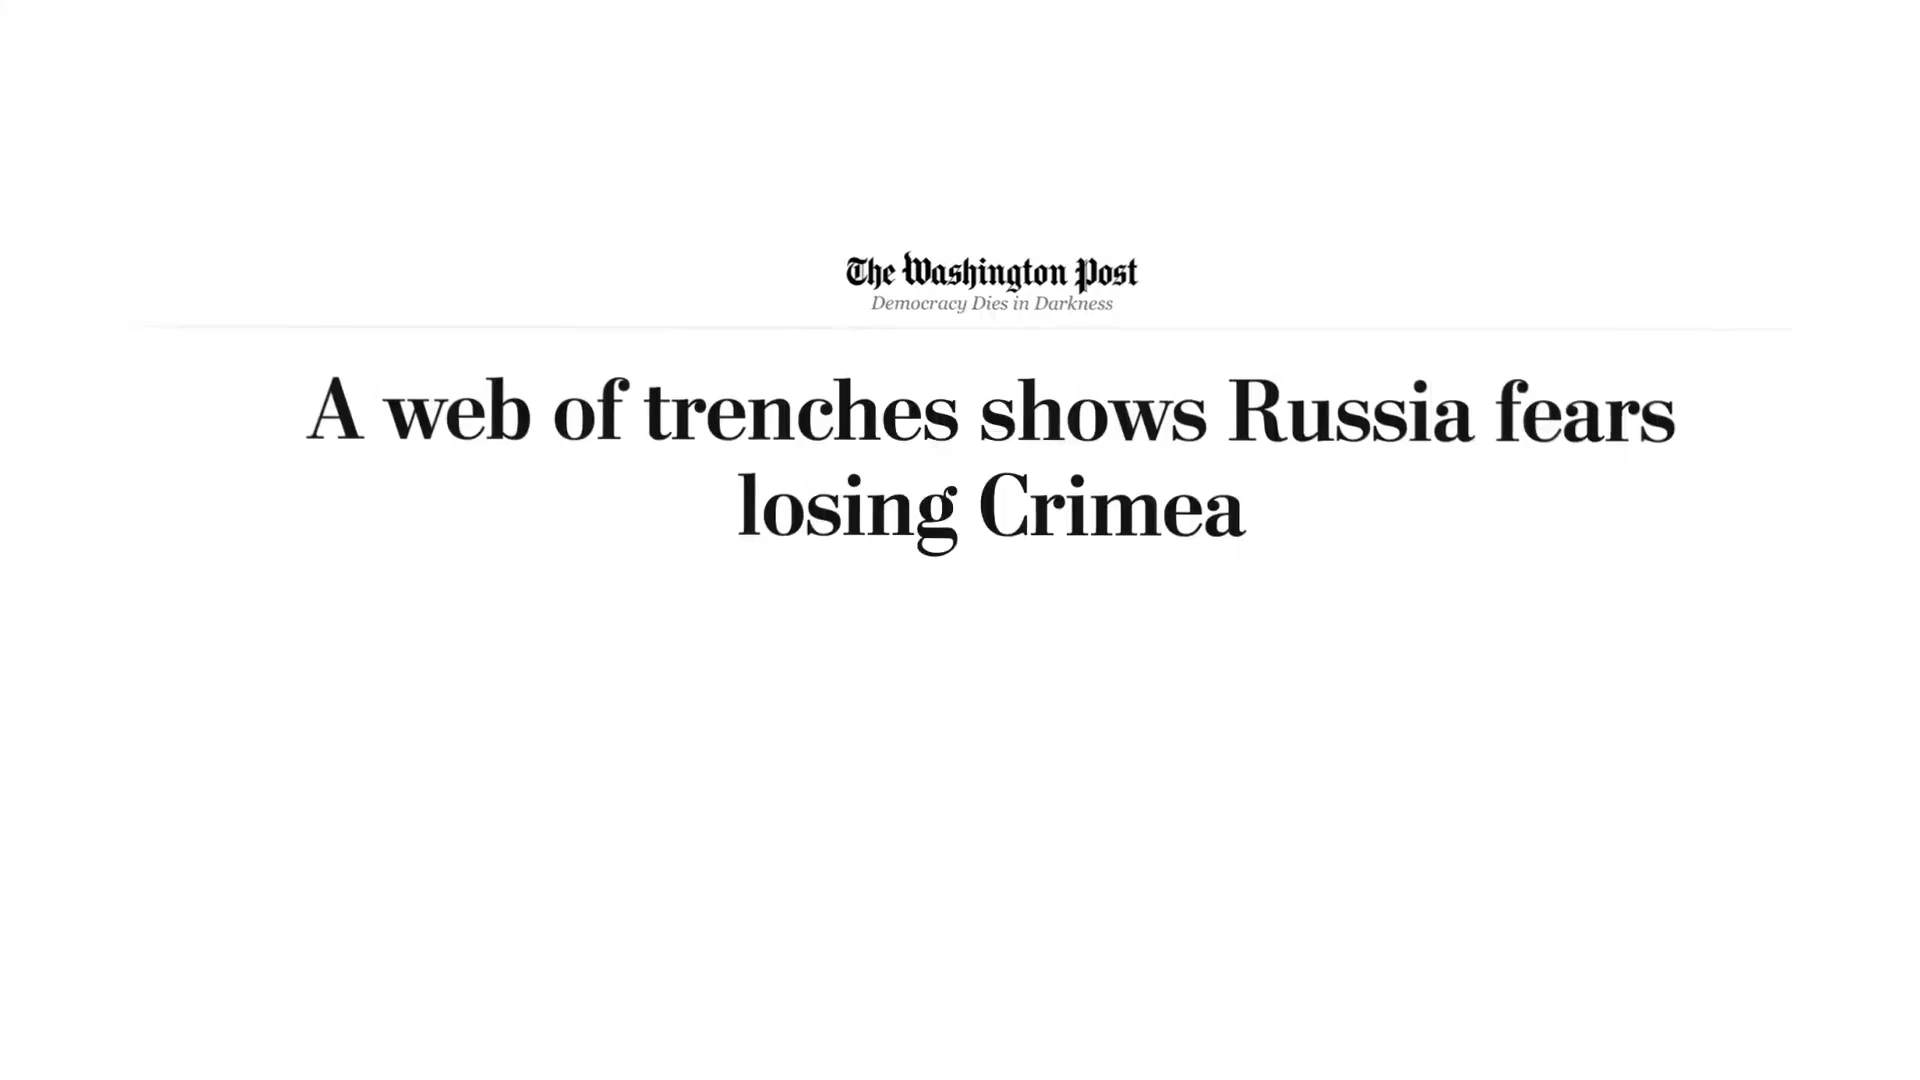 The Washington Post
Democracy Dies in Darkness
A web of trenches shows Russia fears
losing Crimea